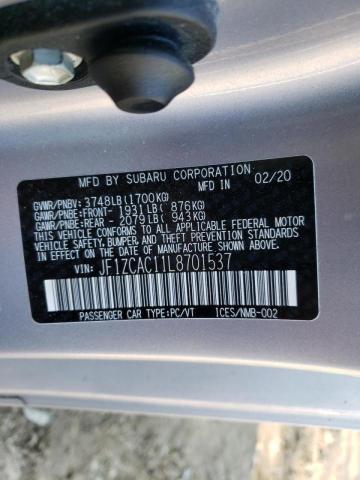 MFD BY SUBARU CORPORATION.
GVWR/PNBV: 3748LB(1700KG) 02/20
GAWR/PNBE:FRONT- 1931LB( 876KG)
GAWR/PNBE:REAR - 2079LB( 943KG)
THIS VEHICLE CONFORMS TO ALL APPLICABLE FEDERAL MOTOR
VEHICLE SAFETY, BUMPER, AND THEFT PREVENTION STANDARDS
IN EFFECT ON THE DATE OF MANUFACTURE SHOWN ABOVE.
VIN: JF1ZCAC11L8701537
PASSENGER CAR TYPE:PC/VT ICES/NMB-002